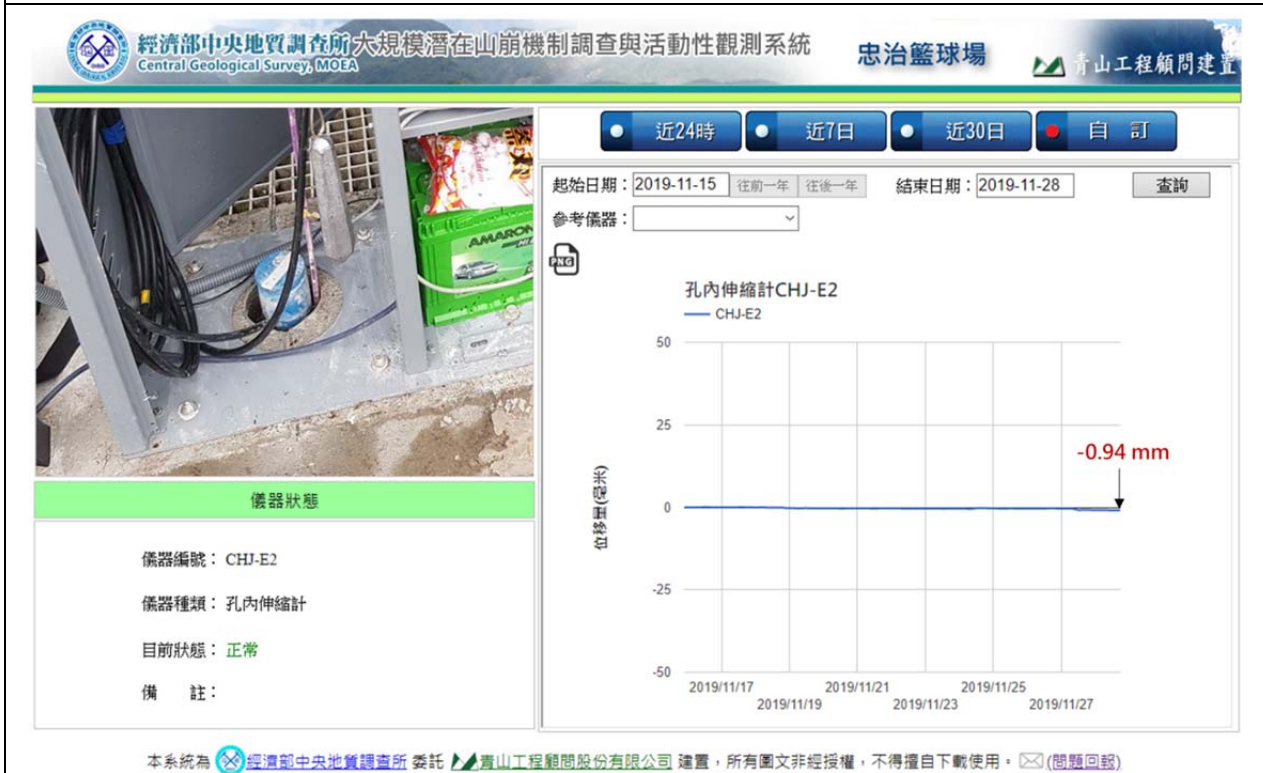 經濟部中央地質調查所大規模潛在山崩機制調查與活動性觀測系統
Central Geological Survey, MOEA
忠治籃球場
青山工程顧問建置
近24時
近7日
近30日
自 訂
起始日期：2019-11-15 往前一年 往後一年 結束日期：2019-11-28 查詢
參考儀器：
PNG
AMARON
孔內伸縮計CHJ-E2
CHJ-E2
50
25
0
-25
-50
位移量(毫米)
-0.94 mm
2019/11/17
2019/11/19
2019/11/21
2019/11/23
2019/11/25
2019/11/27
儀器狀態
儀器編號：CHJ-E2
儀器種類：孔內伸縮計
目前狀態：正常
備 註：
本系統為 經濟部中央地質調查所 委託 青山工程顧問股份有限公司 建置，所有圖文非經授權，不得擅自下載使用。 (問題回報)